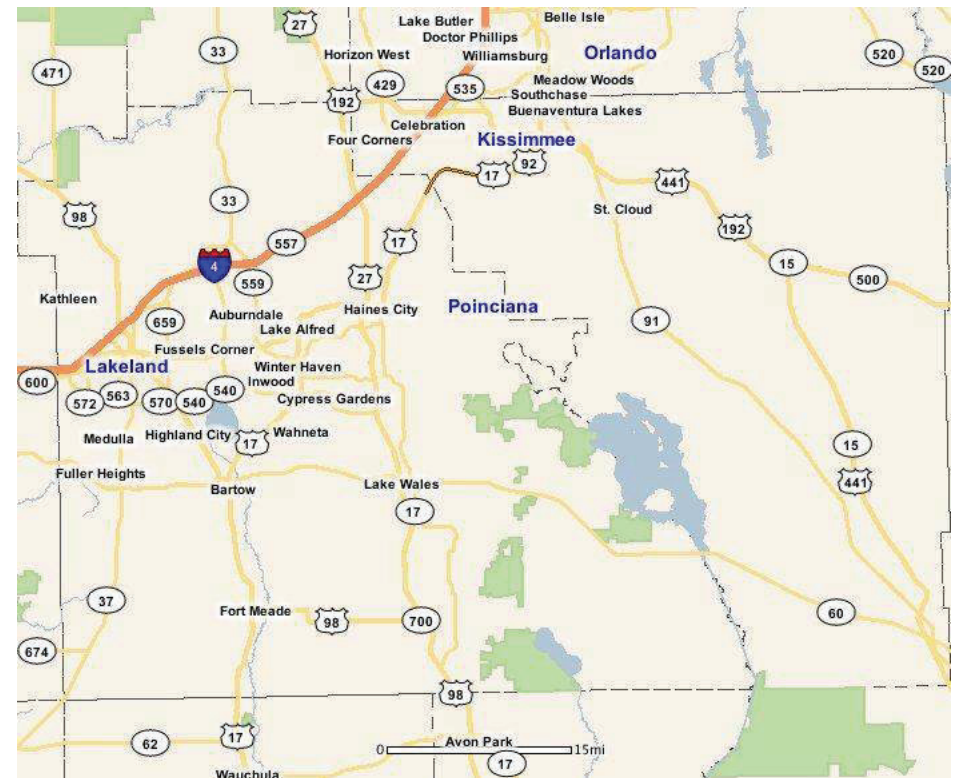 Lake Butler
Belle Isle
27
Doctor Phillips
33
Horizon West
Williamsburg
Orlando
520
471
520
429
535
Meadow Woods
192
Southchase
Buenaventura Lakes
Celebration
Four Corners
Kissimmee
17
92
441
98
33
St. Cloud
192
557
17
4
15
559
27
500
Kathleen
Auburndale
Haines City
Poinciana
659
Lake Alfred
91
Fussels Corner
Lakeland
Winter Haven
600
Inwood
572
563
570
540
540
Cypress Gardens
Medulla
Highland City
17
Wahneta
15
Fuller Heights
Bartow
Lake Wales
441
17
37
Fort Meade
98
700
60
674
98
62
17
Avon Park
0
15mi
17
Wauchula